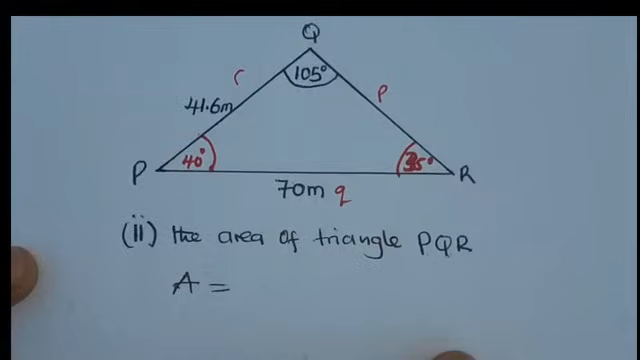 Q
105°
r
p
41.6m
40°
35°
P
R
70m q
(ii) the area of triangle PQR
A =